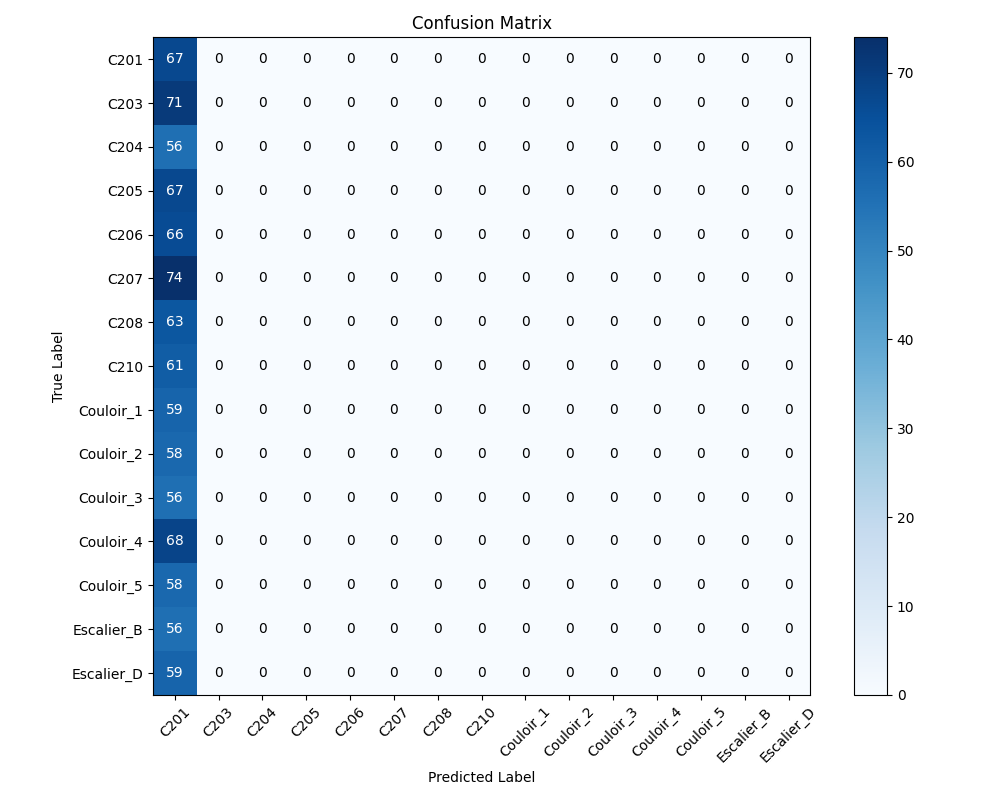 Confusion Matrix
C201 67 0 0 0 0 0 0 0 0 0 0 0 0 0 0
C203 71 0 0 0 0 0 0 0 0 0 0 0 0 0 0
C204 56 0 0 0 0 0 0 0 0 0 0 0 0 0 0
C205 67 0 0 0 0 0 0 0 0 0 0 0 0 0 0
C206 66 0 0 0 0 0 0 0 0 0 0 0 0 0 0
C207 74 0 0 0 0 0 0 0 0 0 0 0 0 0 0
C208 63 0 0 0 0 0 0 0 0 0 0 0 0 0 0
C210 61 0 0 0 0 0 0 0 0 0 0 0 0 0 0
Couloir_1 59 0 0 0 0 0 0 0 0 0 0 0 0 0 0
Couloir_2 58 0 0 0 0 0 0 0 0 0 0 0 0 0 0
Couloir_3 56 0 0 0 0 0 0 0 0 0 0 0 0 0 0
Couloir_4 68 0 0 0 0 0 0 0 0 0 0 0 0 0 0
Couloir_5 58 0 0 0 0 0 0 0 0 0 0 0 0 0 0
Escalier_B 56 0 0 0 0 0 0 0 0 0 0 0 0 0 0
Escalier_D 59 0 0 0 0 0 0 0 0 0 0 0 0 0 0
True Label
C201 C203 C204 C205 C206 C207 C208 C210 Couloir_1 Couloir_2 Couloir_3 Couloir_4 Couloir_5 Escalier_B Escalier_D
Predicted Label
70
60
50
40
30
20
10
0